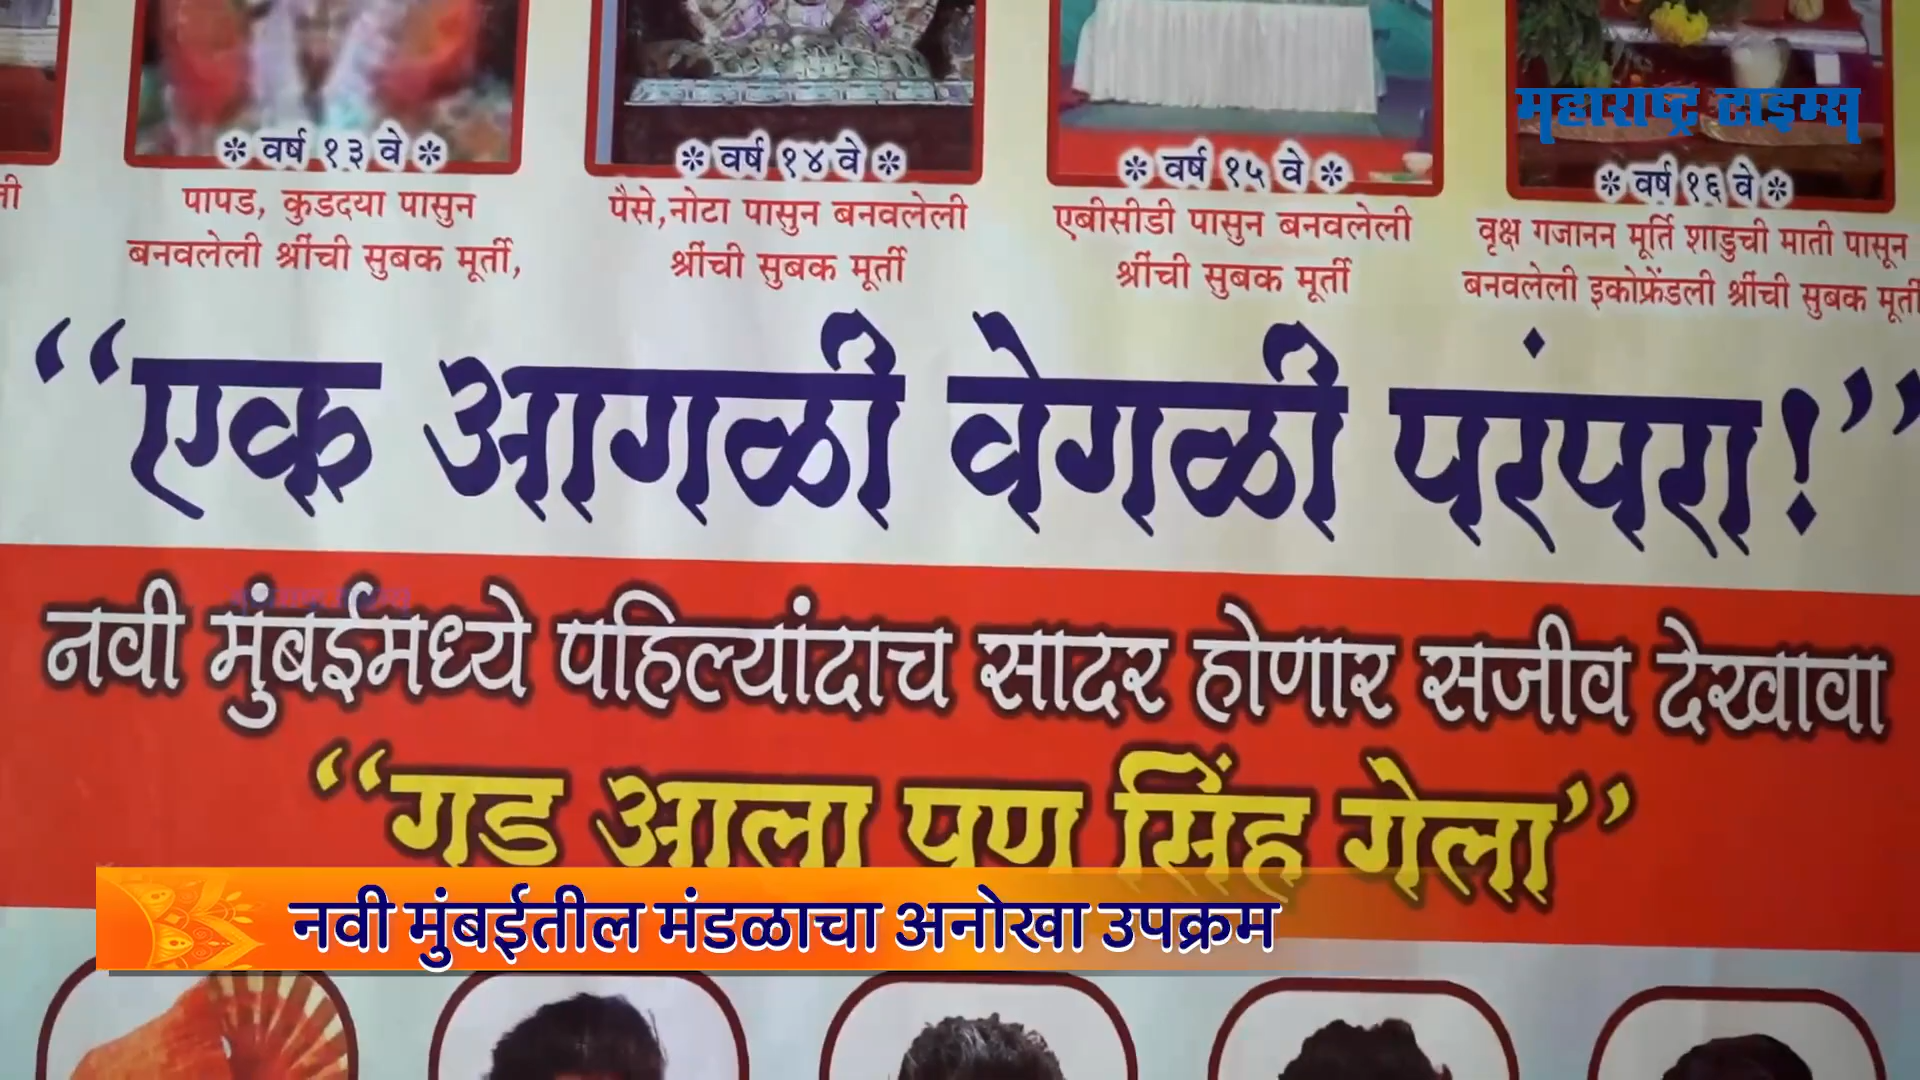 महाराष्ट्र टाइम्स
* वर्ष १३ वे *
* वर्ष १४ वे *
* वर्ष १५ वे *
* वर्ष १६ वे *
पापड, कुडदया पासुन
बनवलेली श्रींची सुबक मूर्ती,
पैसे,नोटा पासुन बनवलेली
श्रींची सुबक मूर्ती
एबीसीडी पासुन बनवलेली
श्रींची सुबक मूर्ती
वृक्ष गजानन मूर्ति शाडुची माती पासून
बनवलेली इकोफ्रेंडली श्रींची सुबक मूर्ती
“एक आगळी वेगळी परंपरा!”
नवी मुंबईमध्ये पहिल्यांदाच सादर होणार सजीव देखावा
“गड आला पण सिंह गेला”
नवी मुंबईतील मंडळाचा अनोखा उपक्रम